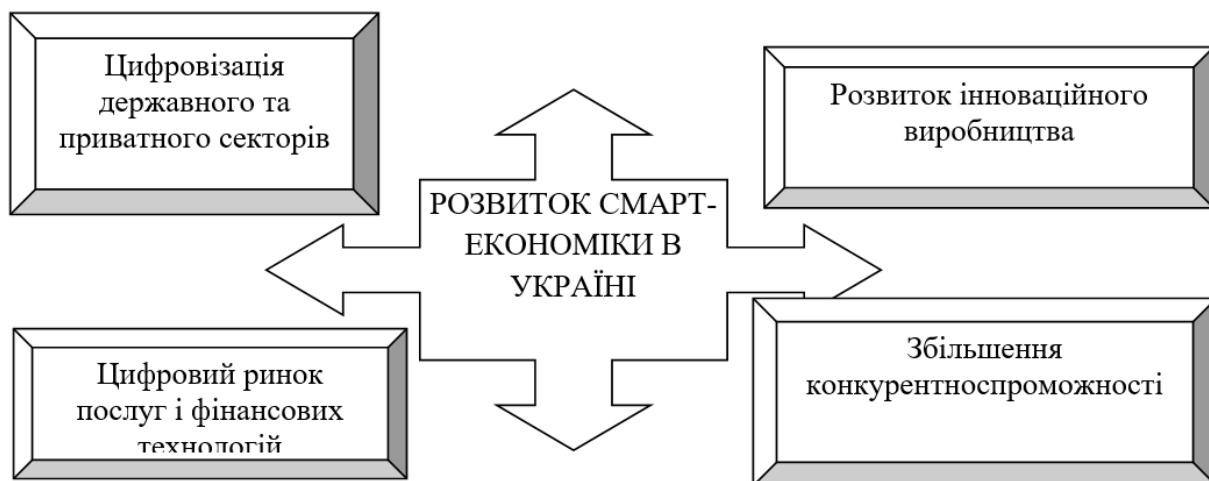 Цифровізація
державного та
приватного секторів
Розвиток інноваційного
виробництва
РОЗВИТОК СМАРТ-
ЕКОНОМІКИ В
УКРАЇНІ
Цифровий ринок
послуг і фінансових
технологій
Збільшення
конкурентноспроможності